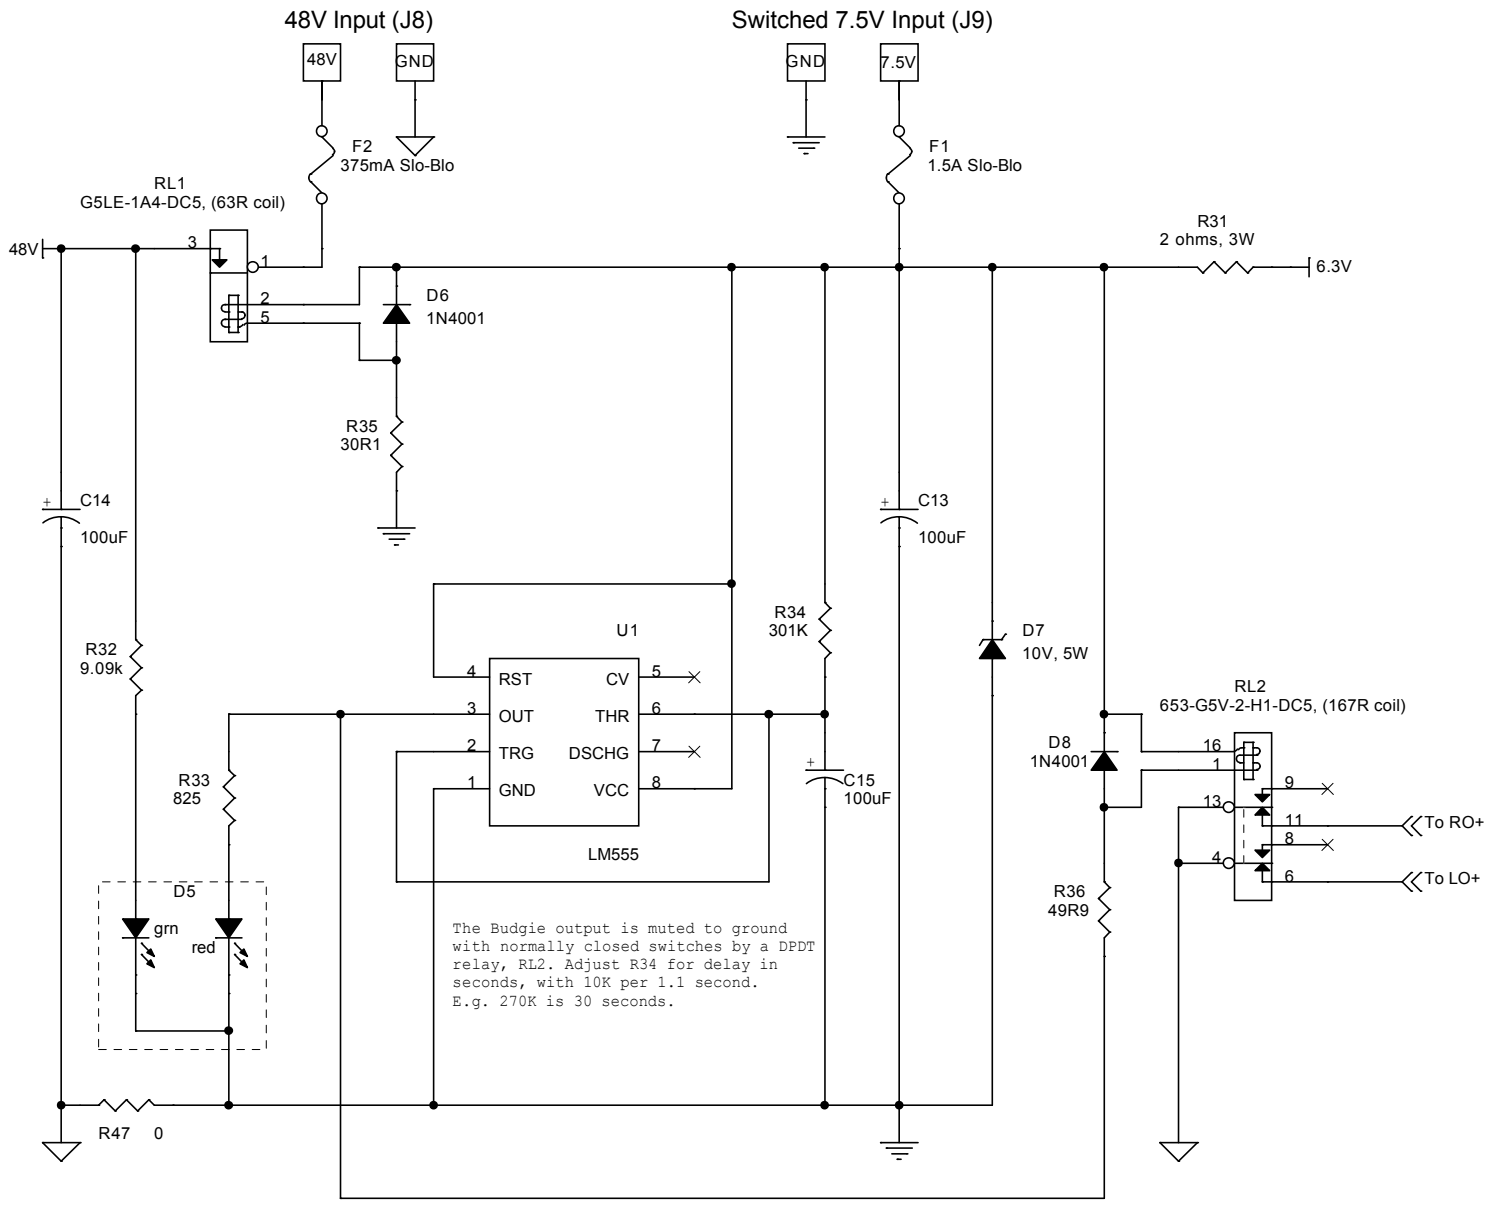 48V Input (J8)
Switched 7.5V Input (J9)
48V
GND
GND
7.5V
F2
375mA Slo-Blo
F1
1.5A Slo-Blo
RL1
G5LE-1A4-DC5, (63R coil)
R31
2 ohms, 3W
48V
3
1
6.3V
2
5
D6
1N4001
R35
30R1
+
C14
100uF
+
C13
100uF
R34
301K
U1
D7
10V, 5W
R32
9.09k
4
RST
CV
5
3
OUT
THR
6
2
TRG
DSCHG
7
1
GND
VCC
8
LM555
RL2
653-G5V-2-H1-DC5, (167R coil)
D8
1N4001
16
1
9
13
11
To RO+
8
4
6
To LO+
R33
825
+
C15
100uF
D5
grn
red
R36
49R9
The Budgie output is muted to ground
with normally closed switches by a DPDT
relay, RL2. Adjust R34 for delay in
seconds, with 10K per 1.1 second.
E.g. 270K is 30 seconds.
R47 0